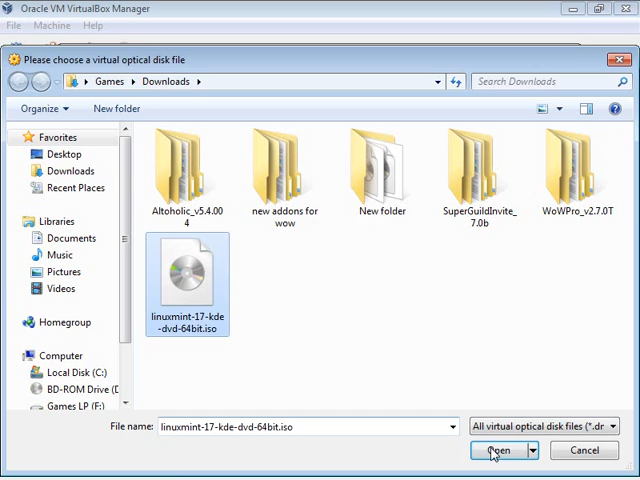 Oracle VM VirtualBox Manager
File Machine Help
Please choose a virtual optical disk file
Games Downloads
Search Downloads
Organize New folder
Favorites
Desktop
Downloads
Recent Places
Libraries
Documents
Music
Pictures
Videos
Homegroup
Computer
Local Disk (C:)
BD-ROM Drive (D
Games LP (F:)
Altoholic_v5.4.00
4
new addons for
wow
New folder
SuperGuildInvite_
7.0b
WoWPro_v2.7.0T
linuxmint-17-kde
-dvd-64bit.iso
File name: linuxmint-17-kde-dvd-64bit.iso All virtual optical disk files (*.dr
Open Cancel